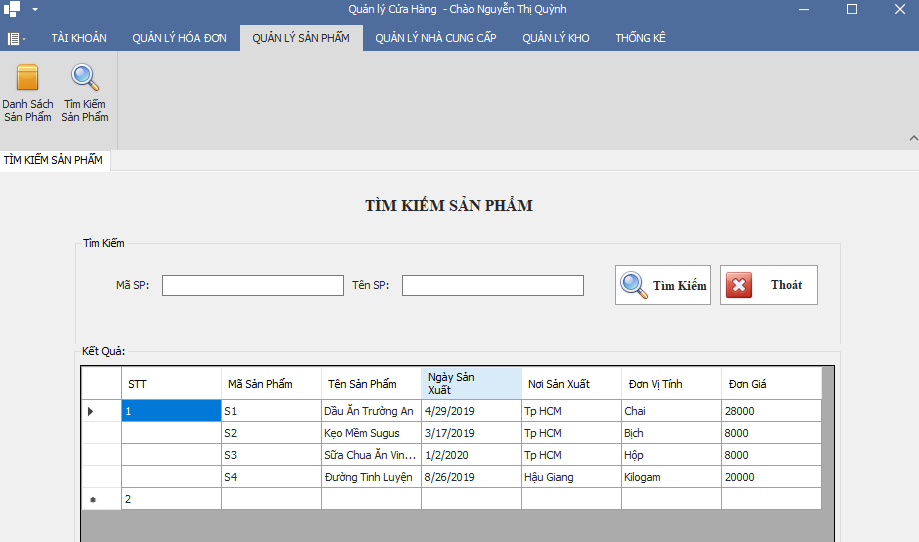 Quản lý Cửa Hàng - Chào Nguyễn Thị Quỳnh
TÀI KHOẢN QUẢN LÝ HÓA ĐƠN QUẢN LÝ SẢN PHẨM QUẢN LÝ NHÀ CUNG CẤP QUẢN LÝ KHO THỐNG KÊ
Danh Sách Sản Phẩm
Tìm Kiếm Sản Phẩm
TÌM KIẾM SẢN PHẨM
TÌM KIẾM SẢN PHẨM
Tìm Kiếm
Mã SP: Tên SP: Tìm Kiếm Thoát
Kết Quả:
STT Mã Sản Phẩm Tên Sản Phẩm Ngày Sản Xuất Nơi Sản Xuất Đơn Vị Tính Đơn Giá
1 S1 Dầu Ăn Trường An 4/29/2019 Tp HCM Chai 28000
S2 Kẹo Mềm Sugus 3/17/2019 Tp HCM Bịch 8000
S3 Sữa Chua Ăn Vin... 1/2/2020 Tp HCM Hộp 8000
S4 Đường Tinh Luyện 8/26/2019 Hậu Giang Kilogam 20000
2